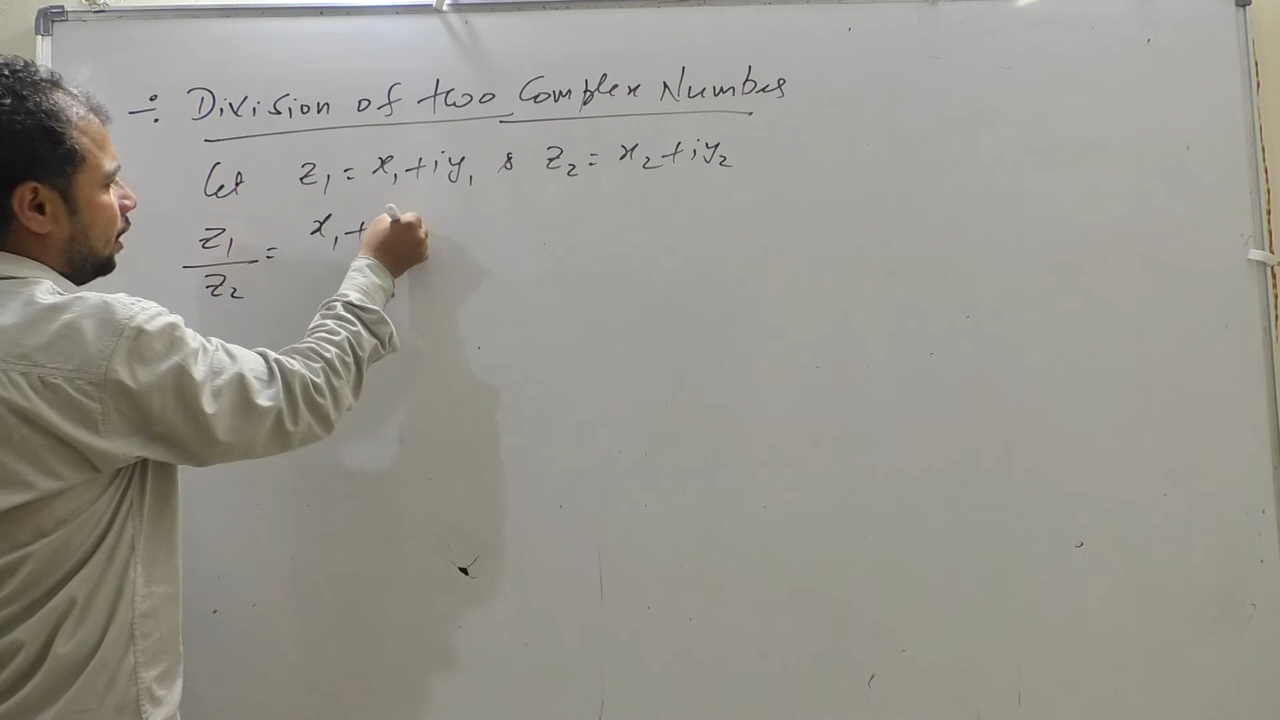 ÷ Division of two Complex Numbers
Let z₁ = x₁+iy₁ & z₂ = x₂+iy₂
z₁/z₂ = x₁+